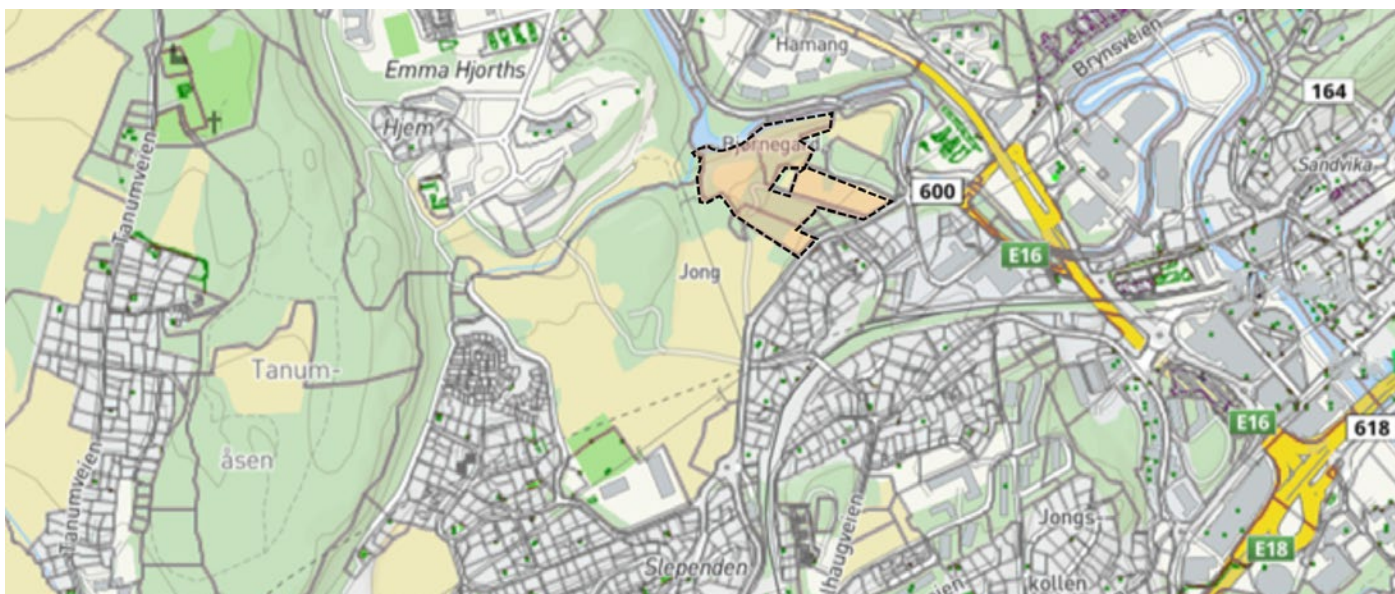 Hamang
Brynsveien
Emma Hjorths
164
Hjem
Bjørnegård
Sandvika
Tanumveien
600
E16
Jong
Tanum-
åsen
E16
618
Tanumveien
Jongs-
kollen
Slependen
lhaugveien
E18